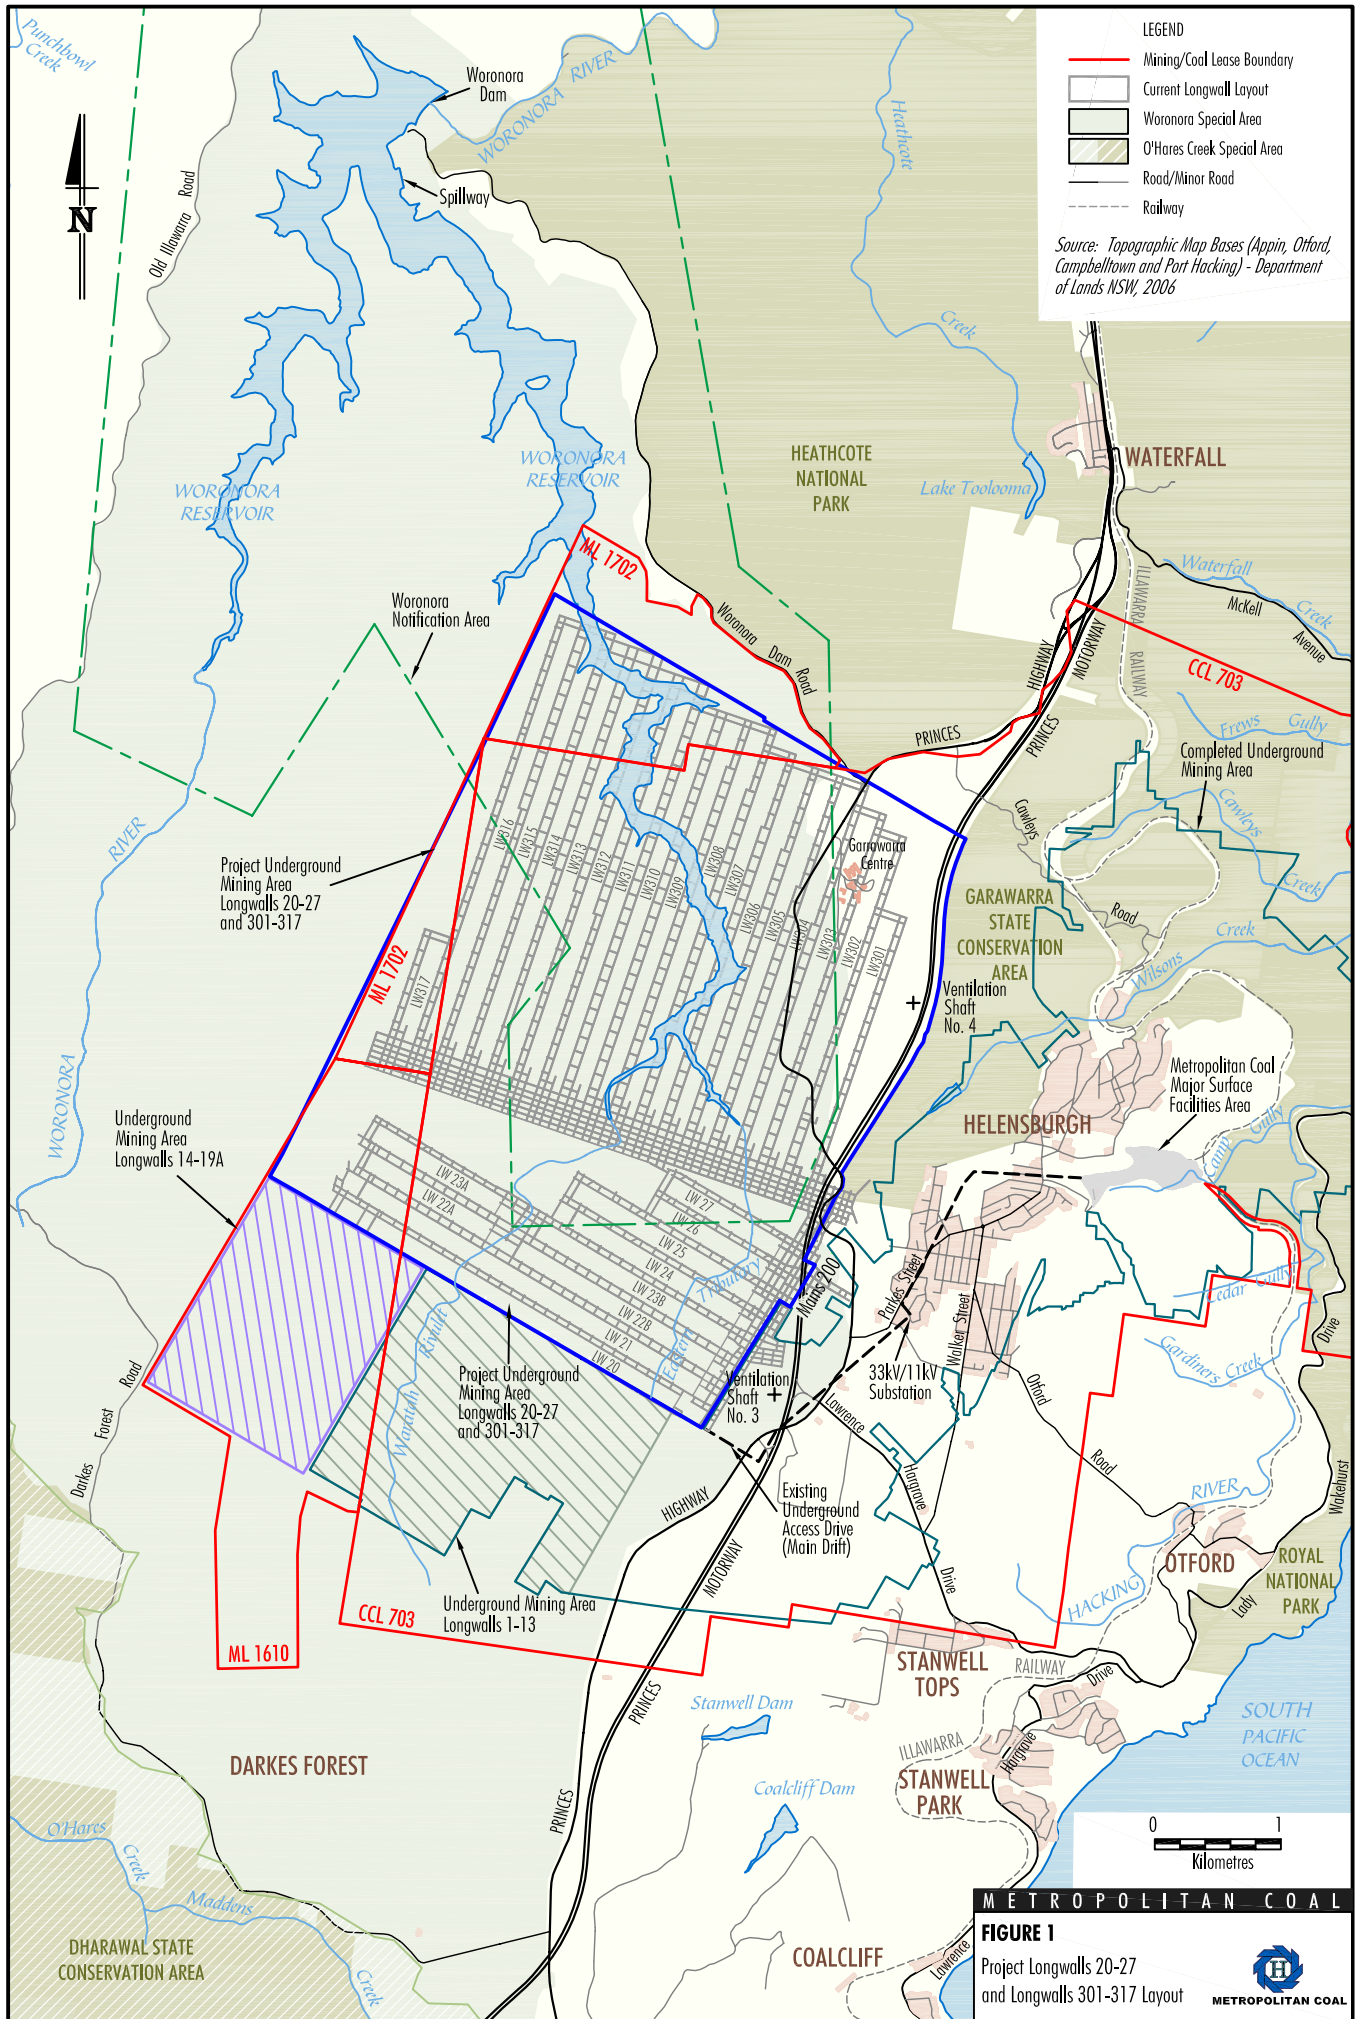 LEGEND
Mining/Coal Lease Boundary
Current Longwall Layout
Woronora Special Area
O'Hares Creek Special Area
Road/Minor Road
Railway
Source: Topographic Map Bases (Appin, Otford,
Campbelltown and Port Hacking) - Department
of Lands NSW, 2006
Punchbowl
Creek
N
Old Illawarra Road
Woronora
Dam
WORONORA RIVER
Spillway
Heathcote
Creek
WORONORA
RESERVOIR
WORONORA
RESERVOIR
HEATHCOTE
NATIONAL
PARK
Lake Toolooma
WATERFALL
Waterfall
Creek
McKell
Avenue
ILLAWARRA
RAILWAY
ML 1702
Woronora
Notification Area
Woronora Dam Road
HIGHWAY
MOTORWAY
PRINCES
PRINCES
CCL 703
Frews Gully
Completed Underground
Mining Area
Cawleys
Creek
Cawleys
Road
Garrawarra
Centre
GARAWARRA
STATE
CONSERVATION
AREA
Wilsons
Creek
RIVER
WORONORA
Project Underground
Mining Area
Longwalls 20-27
and 301-317
LW316
LW315
LW314
LW313
LW312
LW311
LW310
LW309
LW308
LW307
LW306
LW305
LW304
LW303
LW302
LW301
LW317
ML 1702
Ventilation
Shaft
No. 4
Metropolitan Coal
Major Surface
Facilities Area
HELENSBURGH
Camp
Gully
Underground
Mining Area
Longwalls 14-19A
LW 23A
LW 22A
LW 27
LW 26
LW 25
LW 24
LW 23B
LW 22B
LW 21
LW 20
Eastern
Tributary
Mains 200
Parkes Street
Walker Street
Cedar Gully
Drive
Gardiners Creek
Waratah
Rivulet
Project Underground
Mining Area
Longwalls 20-27
and 301-317
Ventilation
Shaft
No. 3
33kV/11kV
Substation
Otford
Road
Lawrence
Hargrave
Drive
Darkes Forest Road
Existing
Underground
Access Drive
(Main Drift)
HIGHWAY
MOTORWAY
RIVER
HACKING
Wakehurst
OTFORD
ROYAL
NATIONAL
PARK
Lady
Underground Mining Area
Longwalls 1-13
CCL 703
ML 1610
STANWELL
TOPS
RAILWAY
Drive
PRINCES
Stanwell Dam
ILLAWARRA
Hargrave
SOUTH
PACIFIC
OCEAN
DARKES FOREST
STANWELL
PARK
Coalcliff Dam
PRINCES
O'Hares
Creek
Maddens
Creek
DHARAWAL STATE
CONSERVATION AREA
COALCLIFF
Lawrence
0 1
Kilometres
METROPOLITAN COAL
FIGURE 1
Project Longwalls 20-27
and Longwalls 301-317 Layout
H
METROPOLITAN COAL